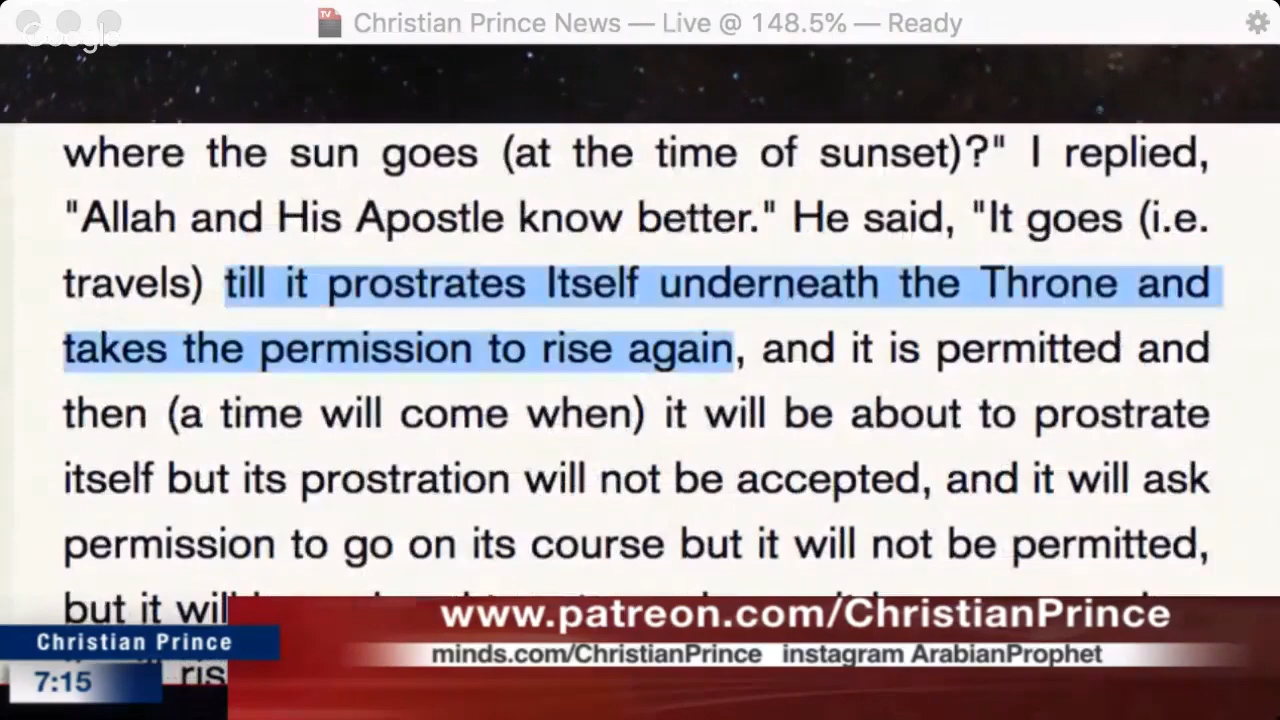 Christian Prince News — Live @ 148.5% — Ready
Google
where the sun goes (at the time of sunset)?" I replied,
"Allah and His Apostle know better." He said, "It goes (i.e.
travels) till it prostrates Itself underneath the Throne and
takes the permission to rise again, and it is permitted and
then (a time will come when) it will be about to prostrate
itself but its prostration will not be accepted, and it will ask
permission to go on its course but it will not be permitted,
but it will
www.patreon.com/ChristianPrince
Christian Prince
minds.com/ChristianPrince instagram ArabianProphet
7:15